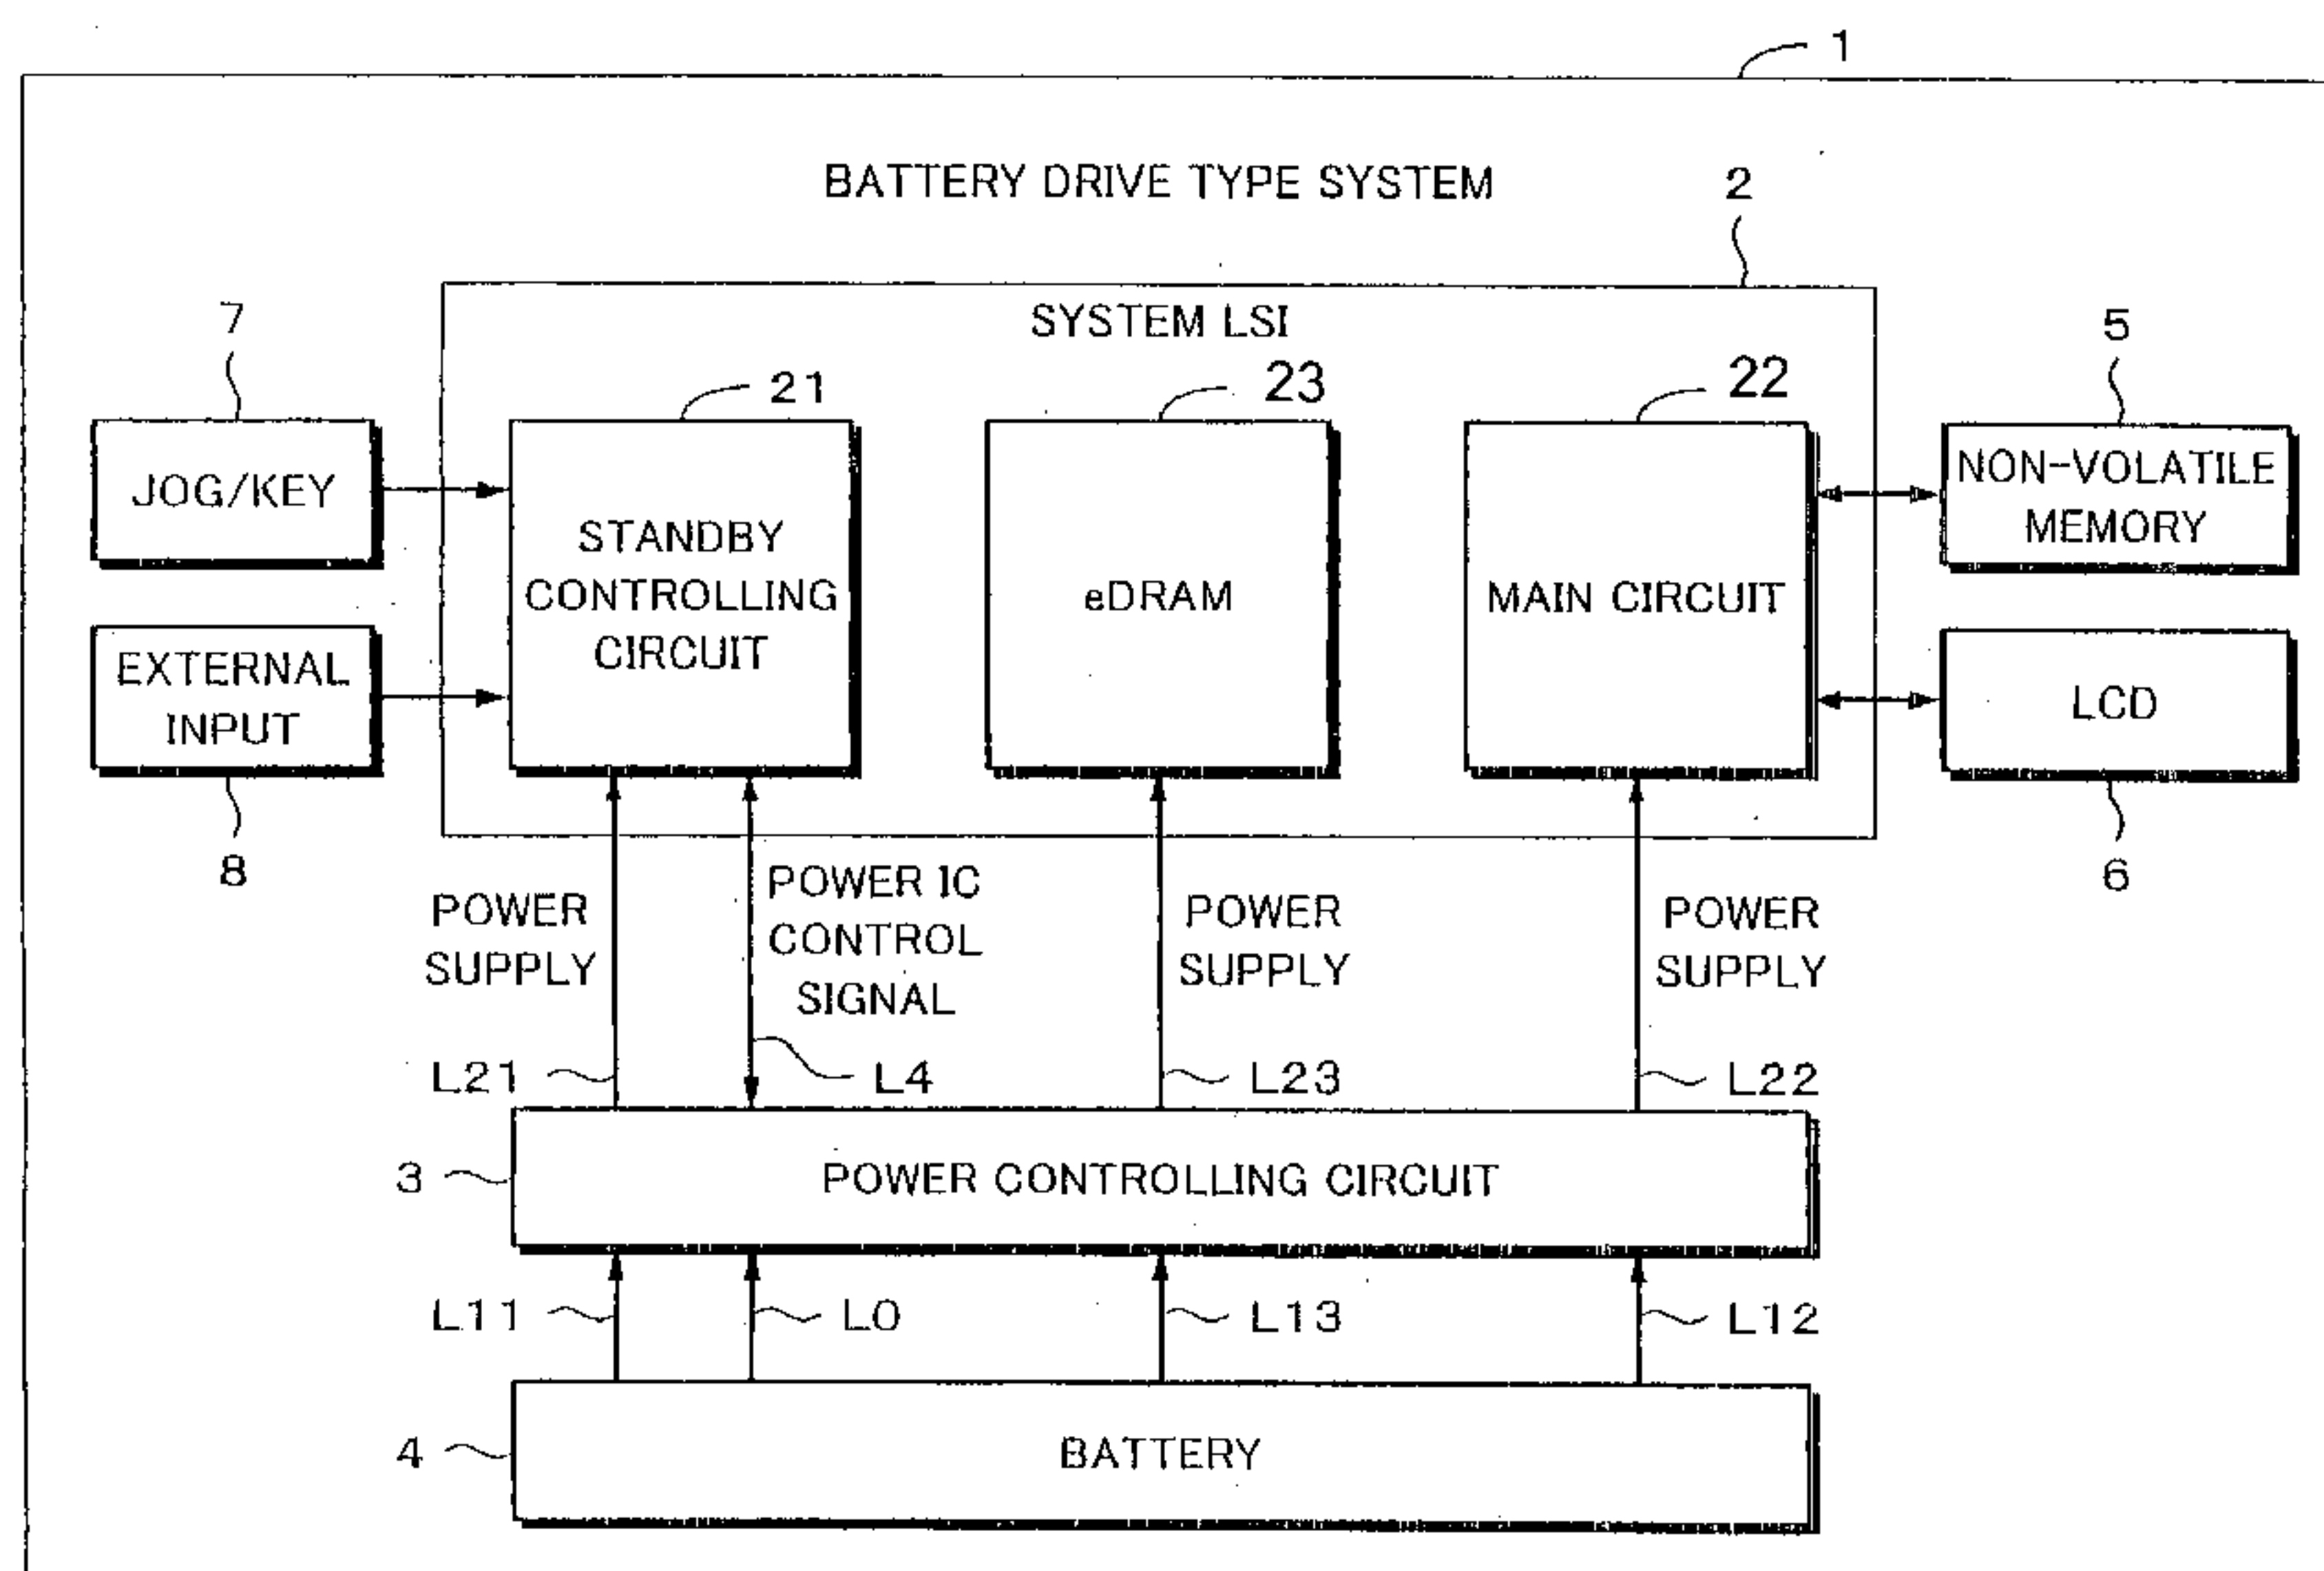 1
BATTERY DRIVE TYPE SYSTEM
2
SYSTEM LSI
7
5
21
23
22
JOG/KEY
NON-VOLATILE
MEMORY
STANDBY
CONTROLLING
CIRCUIT
eDRAM
MAIN CIRCUIT
EXTERNAL
INPUT
LCD
8
6
POWER
SUPPLY
POWER IC
CONTROL
SIGNAL
POWER
SUPPLY
POWER
SUPPLY
L21
L4
L23
L22
3
POWER CONTROLLING CIRCUIT
L11
L0
L13
L12
4
BATTERY